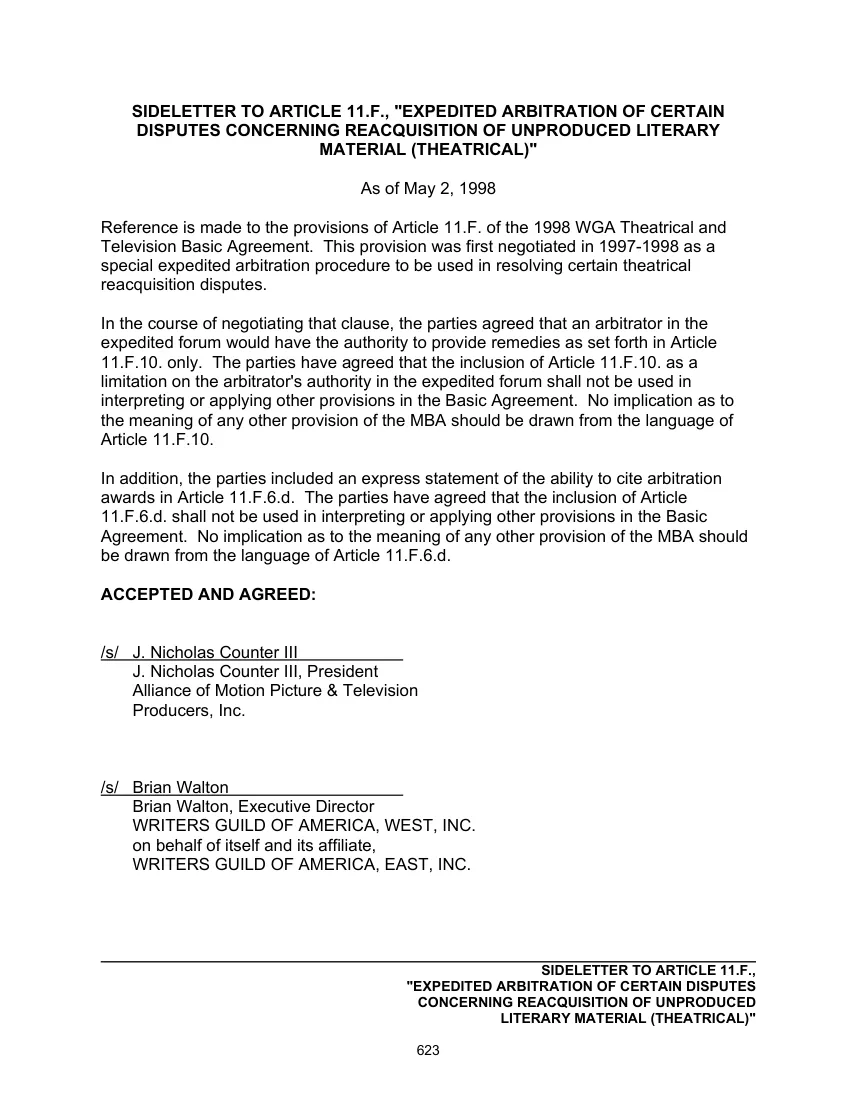 SIDELETTER TO ARTICLE 11.F., "EXPEDITED ARBITRATION OF CERTAIN
DISPUTES CONCERNING REACQUISITION OF UNPRODUCED LITERARY
MATERIAL (THEATRICAL)"
As of May 2, 1998
Reference is made to the provisions of Article 11.F. of the 1998 WGA Theatrical and
Television Basic Agreement.  This provision was first negotiated in 1997-1998 as a
special expedited arbitration procedure to be used in resolving certain theatrical
reacquisition disputes.
In the course of negotiating that clause, the parties agreed that an arbitrator in the
expedited forum would have the authority to provide remedies as set forth in Article
11.F.10. only.  The parties have agreed that the inclusion of Article 11.F.10. as a
limitation on the arbitrator's authority in the expedited forum shall not be used in
interpreting or applying other provisions in the Basic Agreement.  No implication as to
the meaning of any other provision of the MBA should be drawn from the language of
Article 11.F.10.
In addition, the parties included an express statement of the ability to cite arbitration
awards in Article 11.F.6.d.  The parties have agreed that the inclusion of Article
11.F.6.d. shall not be used in interpreting or applying other provisions in the Basic
Agreement.  No implication as to the meaning of any other provision of the MBA should
be drawn from the language of Article 11.F.6.d.
ACCEPTED AND AGREED:
/s/ J. Nicholas Counter III
J. Nicholas Counter III, President
Alliance of Motion Picture & Television
Producers, Inc.
/s/ Brian Walton
Brian Walton, Executive Director
WRITERS GUILD OF AMERICA, WEST, INC.
on behalf of itself and its affiliate,
WRITERS GUILD OF AMERICA, EAST, INC.
SIDELETTER TO ARTICLE 11.F.,
"EXPEDITED ARBITRATION OF CERTAIN DISPUTES
CONCERNING REACQUISITION OF UNPRODUCED
LITERARY MATERIAL (THEATRICAL)"
623